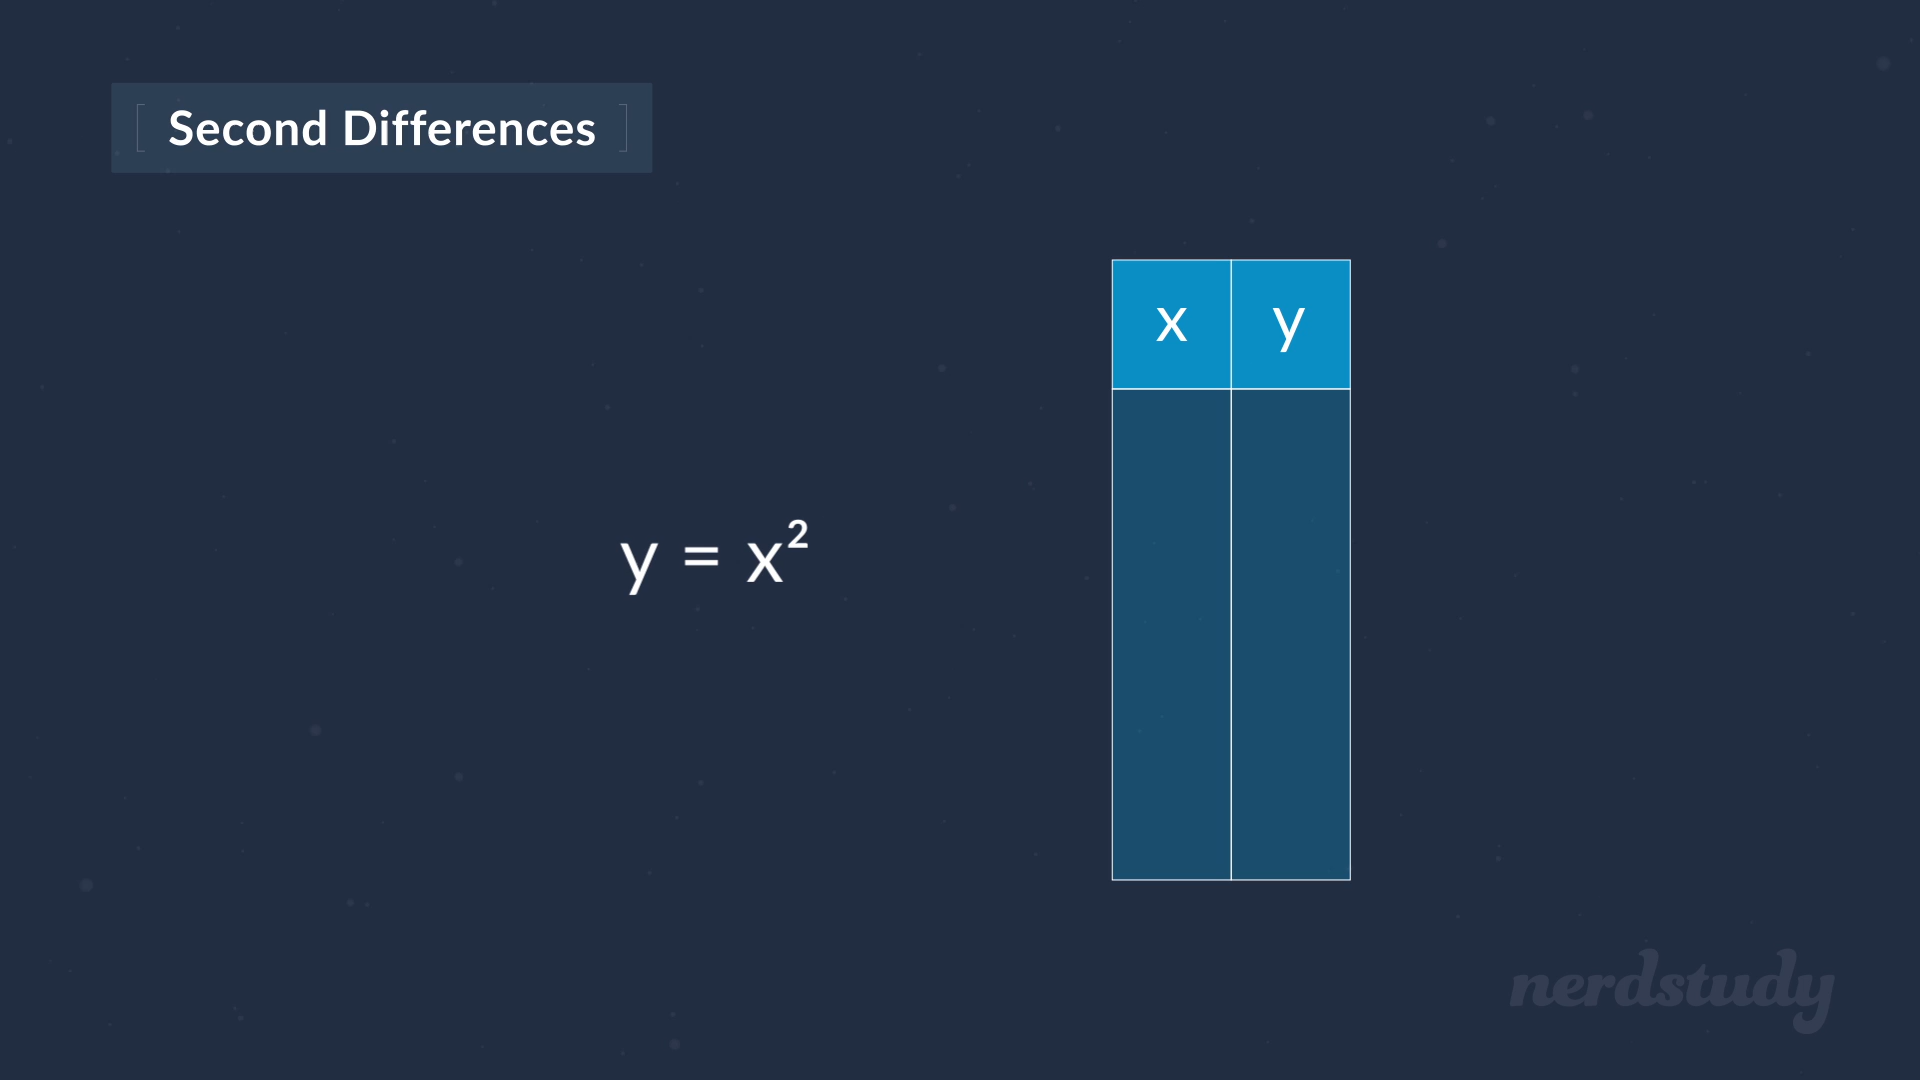 Second Differences
x y
y = x²
nerdstudy